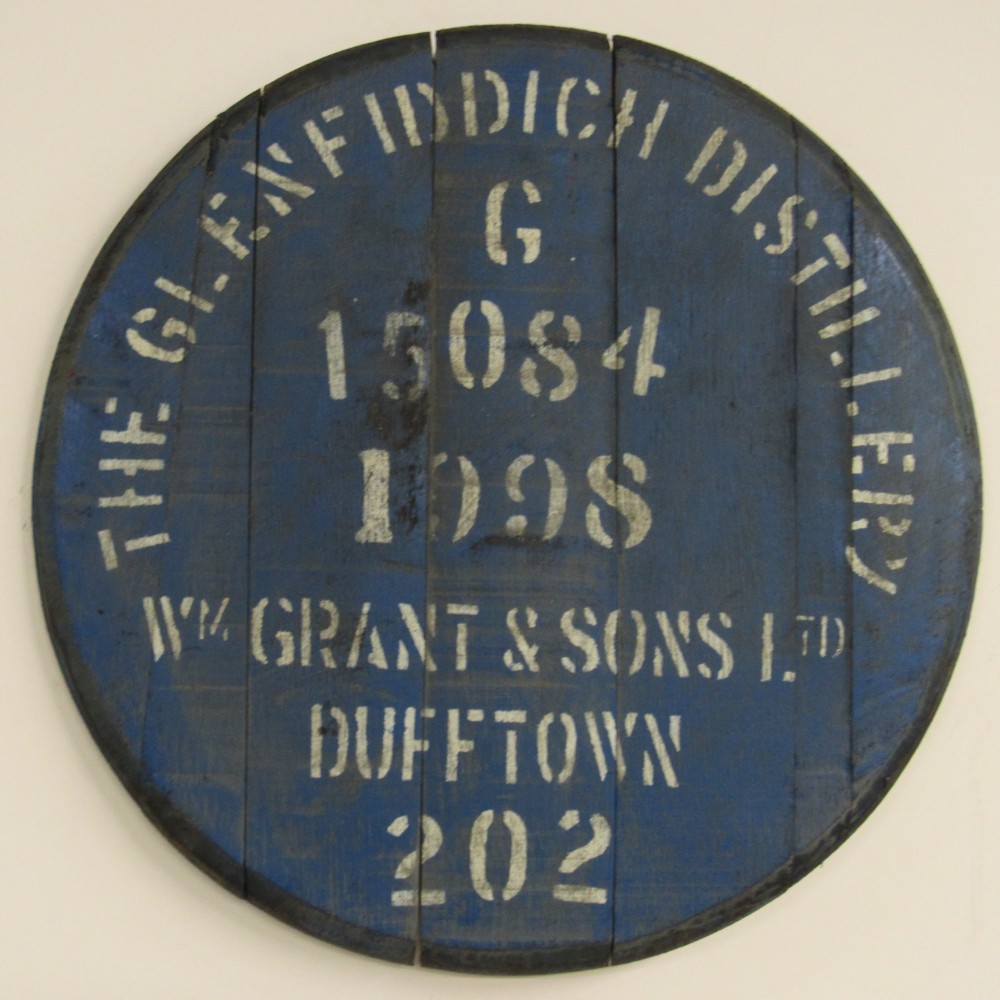 THE GLENFIDDICH DISTILLERY
G
15084
1998
WM GRANT & SONS LTD
DUFFTOWN
202